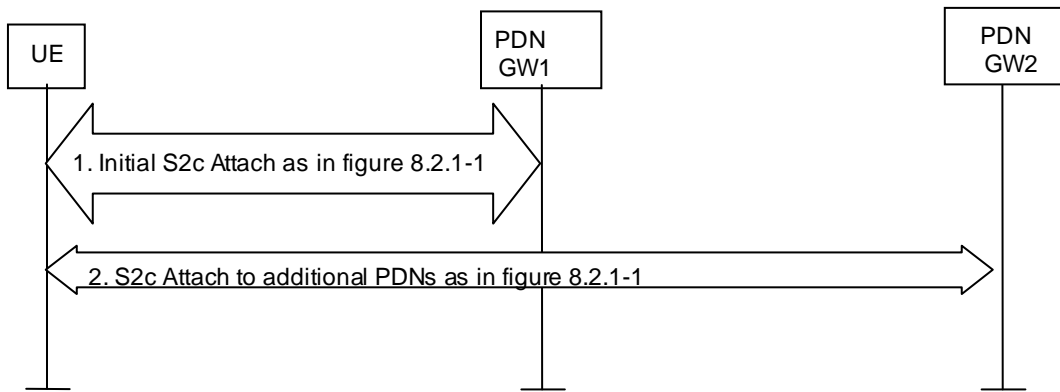 UE
PDN
GW1
PDN
GW2
1. Initial S2c Attach as in figure 8.2.1-1
2. S2c Attach to additional PDNs as in figure 8.2.1-1